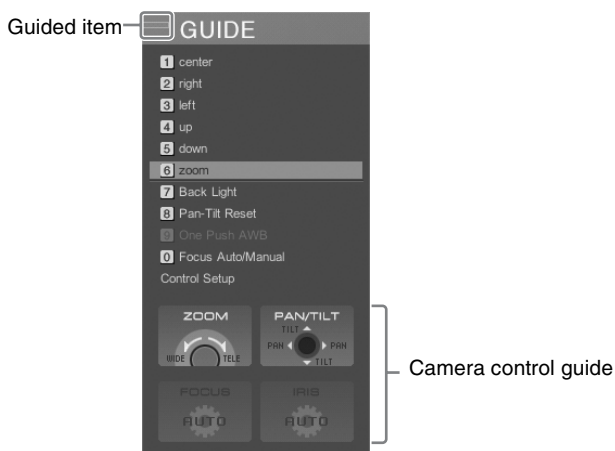 Guided item
GUIDE
1 center
2 right
3 left
4 up
5 down
6 zoom
7 Back Light
8 Pan-Tilt Reset
9 One Push AWB
0 Focus Auto/Manual
Control Setup
ZOOM
WIDE TELE
PAN/TILT
TILT
PAN PAN
TILT
FOCUS
AUTO
IRIS
AUTO
Camera control guide